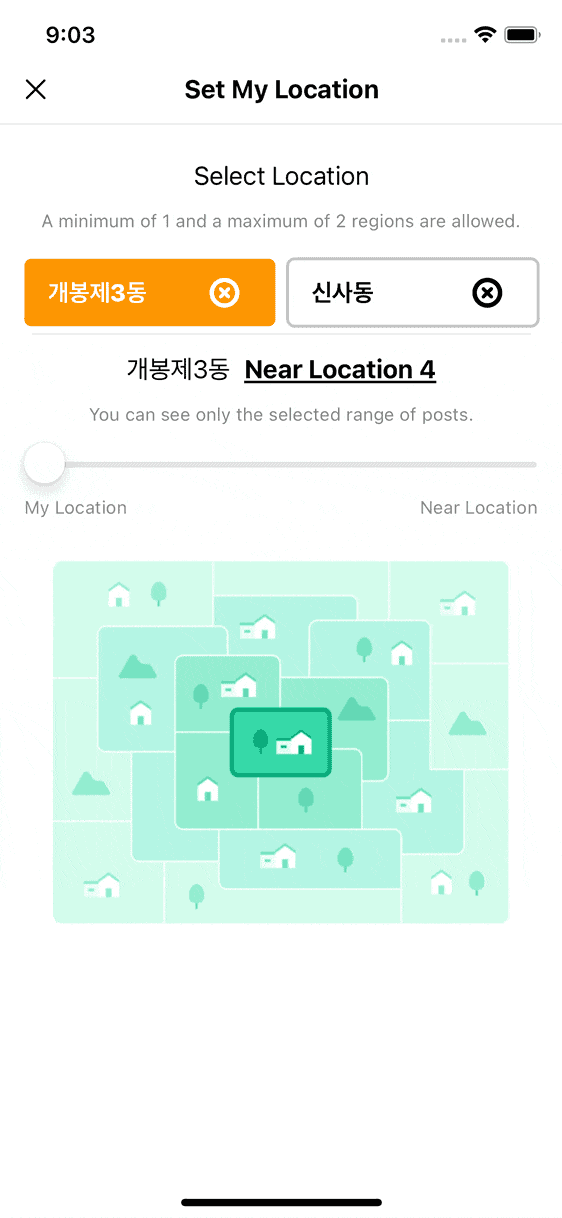 9:03
Set My Location
Select Location
A minimum of 1 and a maximum of 2 regions are allowed.
개봉제3동 신사동
개봉제3동 Near Location 4
You can see only the selected range of posts.
My Location Near Location